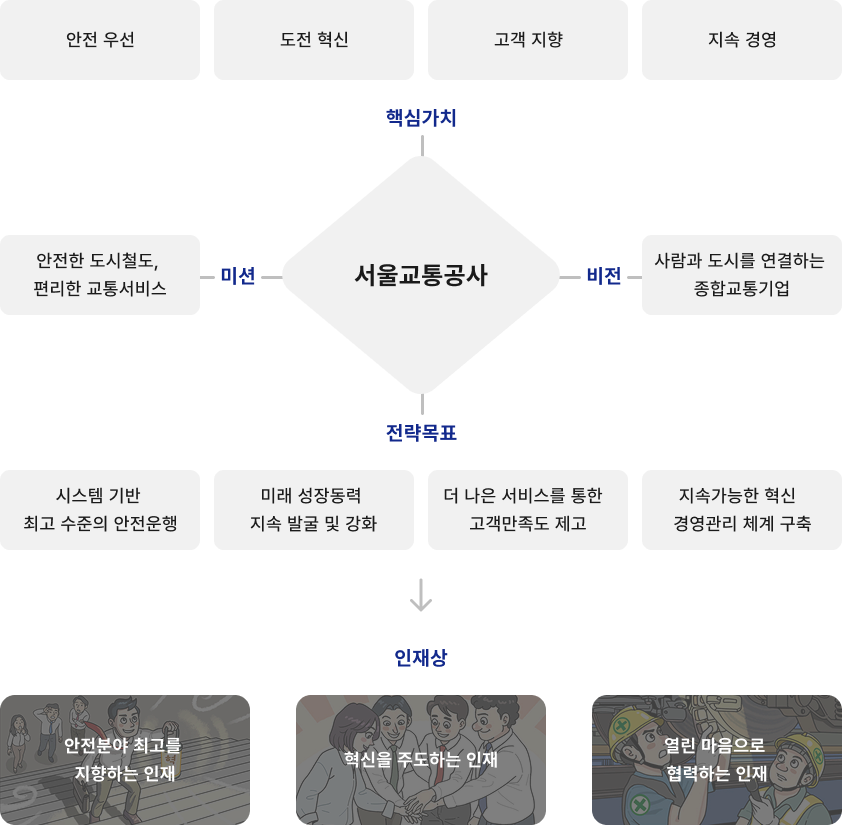 안전 우선
도전 혁신
고객 지향
지속 경영
핵심가치
안전한 도시철도,
편리한 교통서비스
미션
서울교통공사
비전
사람과 도시를 연결하는
종합교통기업
전략목표
시스템 기반
최고 수준의 안전운행
미래 성장동력
지속 발굴 및 강화
더 나은 서비스를 통한
고객만족도 제고
지속가능한 혁신
경영관리 체계 구축
인재상
안전분야 최고를
지향하는 인재
혁신을 주도하는 인재
열린 마음으로
협력하는 인재